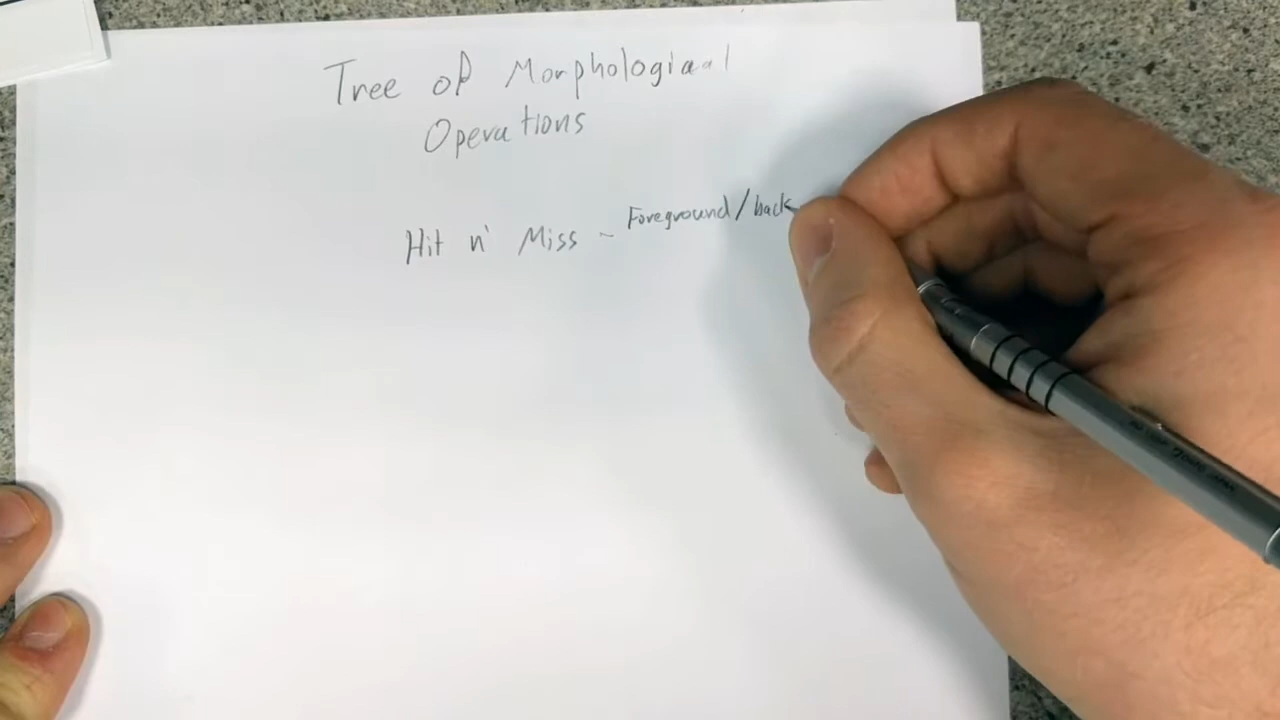 Tree of Morphological
Operations
Hit n' Miss - Foreground/back